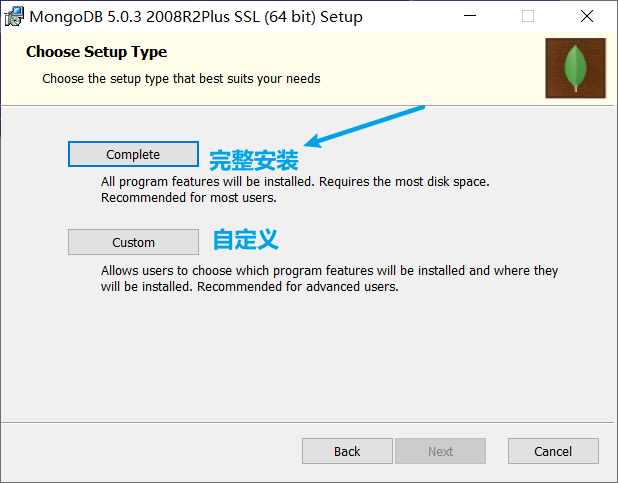 MongoDB 5.0.3 2008R2Plus SSL (64 bit) Setup
Choose Setup Type
Choose the setup type that best suits your needs
Complete
完整安装
All program features will be installed. Requires the most disk space.
Recommended for most users.
Custom
自定义
Allows users to choose which program features will be installed and where they
will be installed. Recommended for advanced users.
Back
Next
Cancel